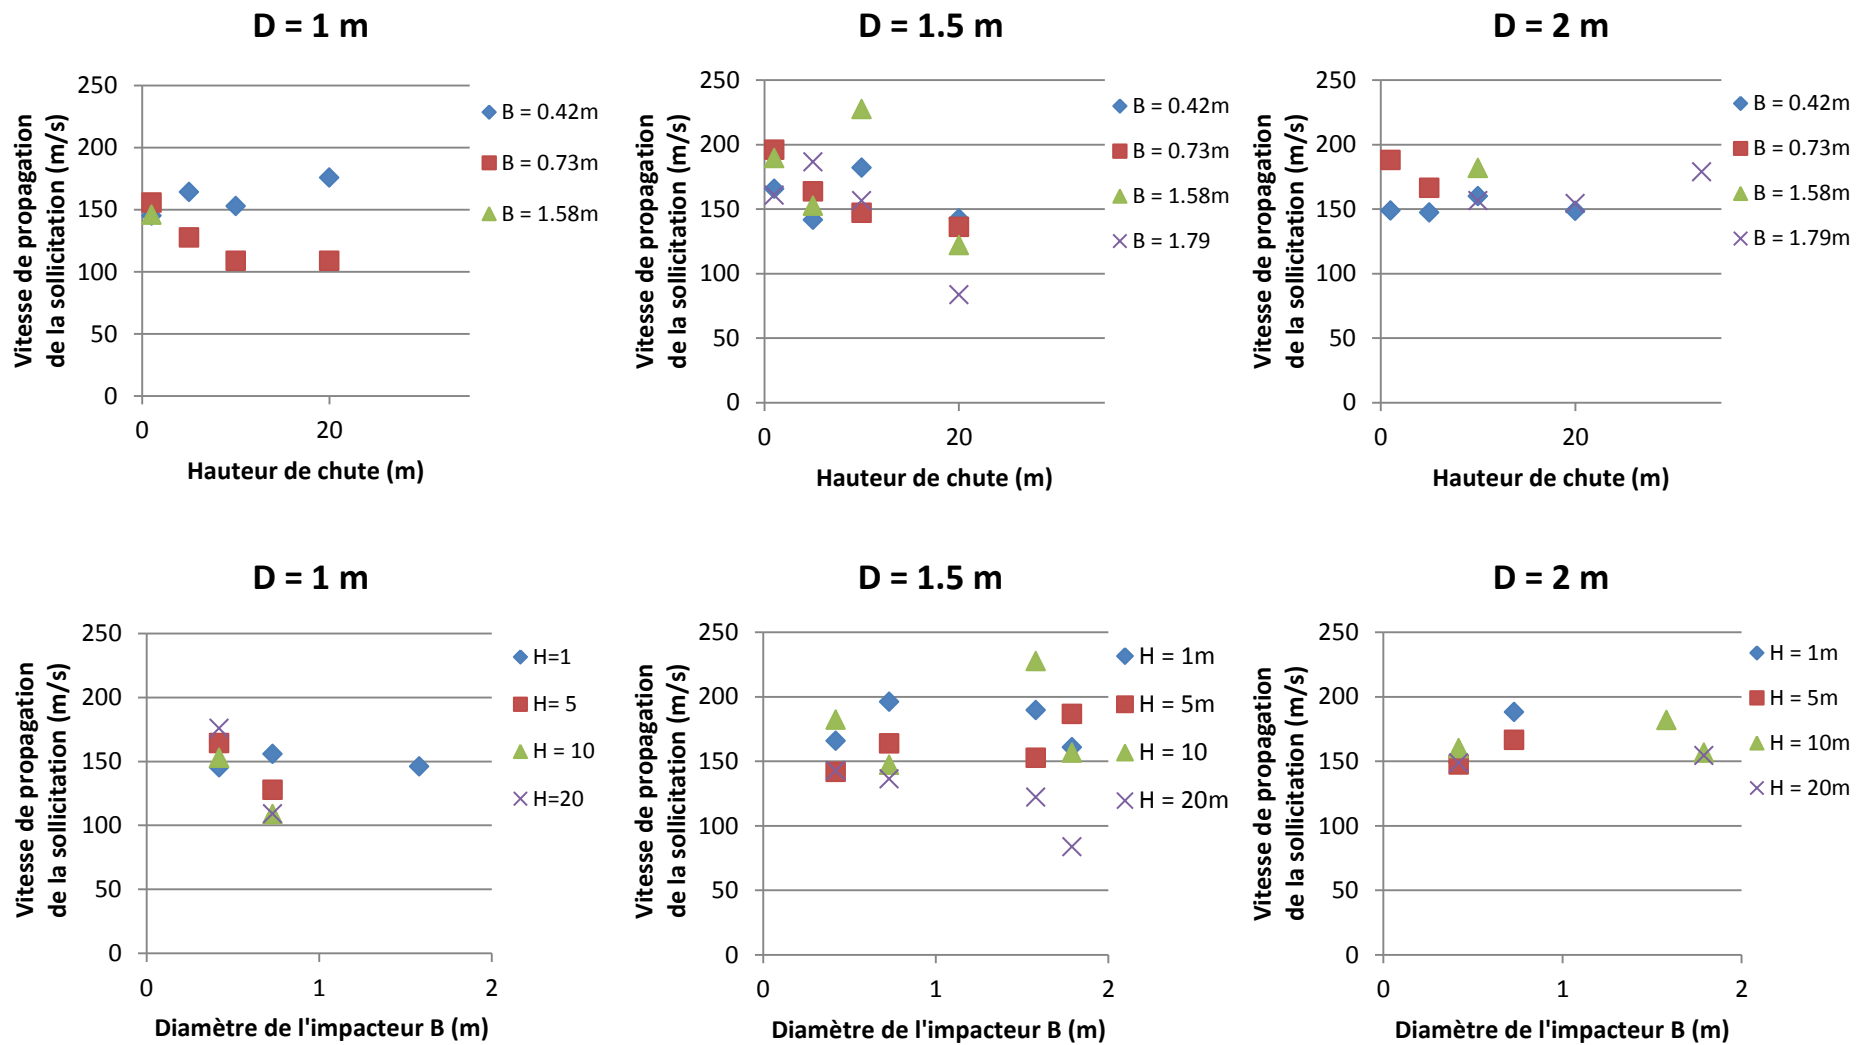 D = 1 m
250
200
150
100
50
0
0
20
Vitesse de propagation
de la sollicitation (m/s)
Hauteur de chute (m)
B = 0.42m
B = 0.73m
B = 1.58m
D = 1.5 m
250
200
150
100
50
0
0
20
Vitesse de propagation
de la sollicitation (m/s)
Hauteur de chute (m)
B = 0.42m
B = 0.73m
B = 1.58m
B = 1.79
D = 2 m
250
200
150
100
50
0
0
20
Vitesse de propagation
de la sollicitation (m/s)
Hauteur de chute (m)
B = 0.42m
B = 0.73m
B = 1.58m
B = 1.79m
D = 1 m
250
200
150
100
50
0
0
1
2
Vitesse de propagation
de la sollicitation (m/s)
Diamètre de l'impacteur B (m)
H=1
H= 5
H = 10
H=20
D = 1.5 m
250
200
150
100
50
0
0
1
2
Vitesse de propagation
de la sollicitation (m/s)
Diamètre de l'impacteur B (m)
H = 1m
H = 5m
H = 10
H = 20m
D = 2 m
250
200
150
100
50
0
0
1
2
Vitesse de propagation
de la sollicitation (m/s)
Diamètre de l'impacteur B (m)
H = 1m
H = 5m
H = 10m
H = 20m